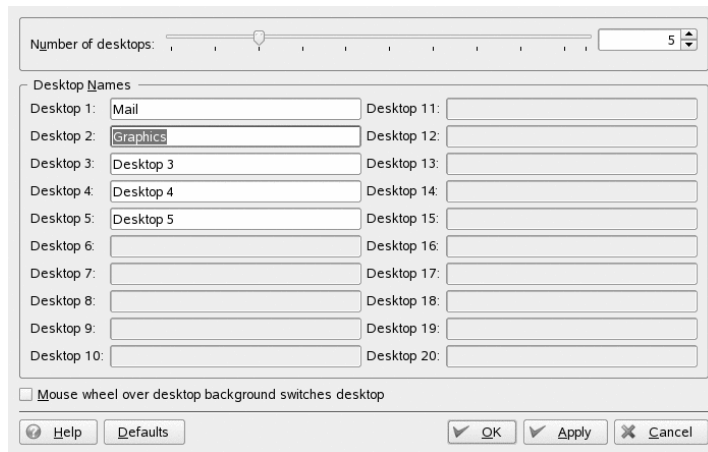 Number of desktops: 5
Desktop Names
Desktop 1: Mail
Desktop 2: Graphics
Desktop 3: Desktop 3
Desktop 4: Desktop 4
Desktop 5: Desktop 5
Desktop 6:
Desktop 7:
Desktop 8:
Desktop 9:
Desktop 10:
Desktop 11:
Desktop 12:
Desktop 13:
Desktop 14:
Desktop 15:
Desktop 16:
Desktop 17:
Desktop 18:
Desktop 19:
Desktop 20:
Mouse wheel over desktop background switches desktop
Help Defaults OK Apply Cancel